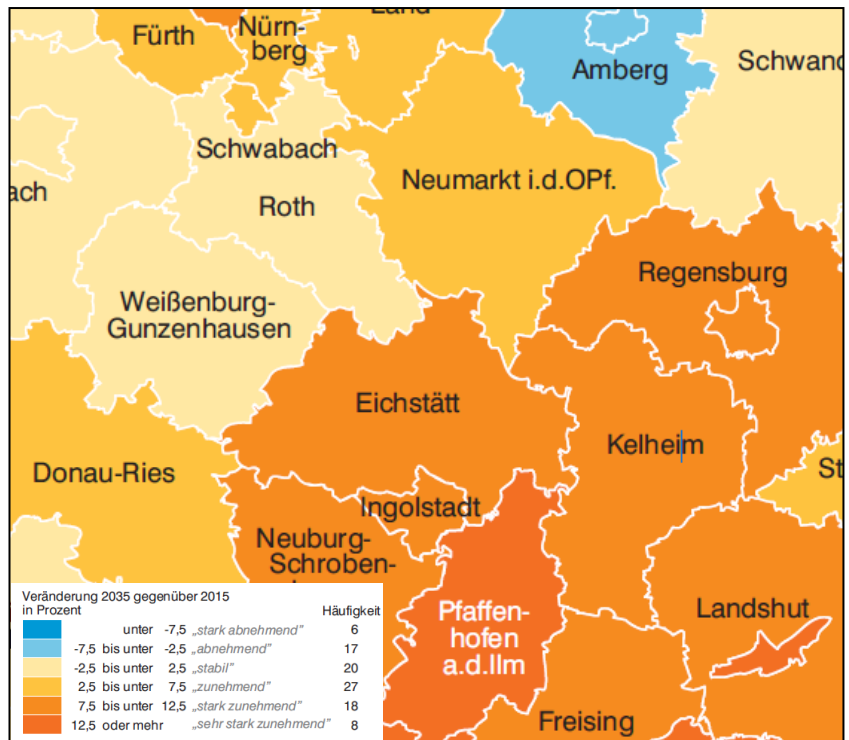 Land
Fürth
Nürn-
berg
Amberg
Schwand
Schwabach
ach
Neumarkt i.d.OPf.
Roth
Regensburg
Weißenburg-
Gunzenhausen
Eichstätt
Kelheim
Donau-Ries
St
Ingolstadt
Neuburg-
Schroben-
Pfaffen-
hofen
a.d.Ilm
Landshut
Freising
Veränderung 2035 gegenüber 2015
in Prozent
Häufigkeit
unter -7,5 „stark abnehmend” 6
-7,5 bis unter -2,5 „abnehmend” 17
-2,5 bis unter 2,5 „stabil” 20
2,5 bis unter 7,5 „zunehmend” 27
7,5 bis unter 12,5 „stark zunehmend” 18
12,5 oder mehr „sehr stark zunehmend” 8